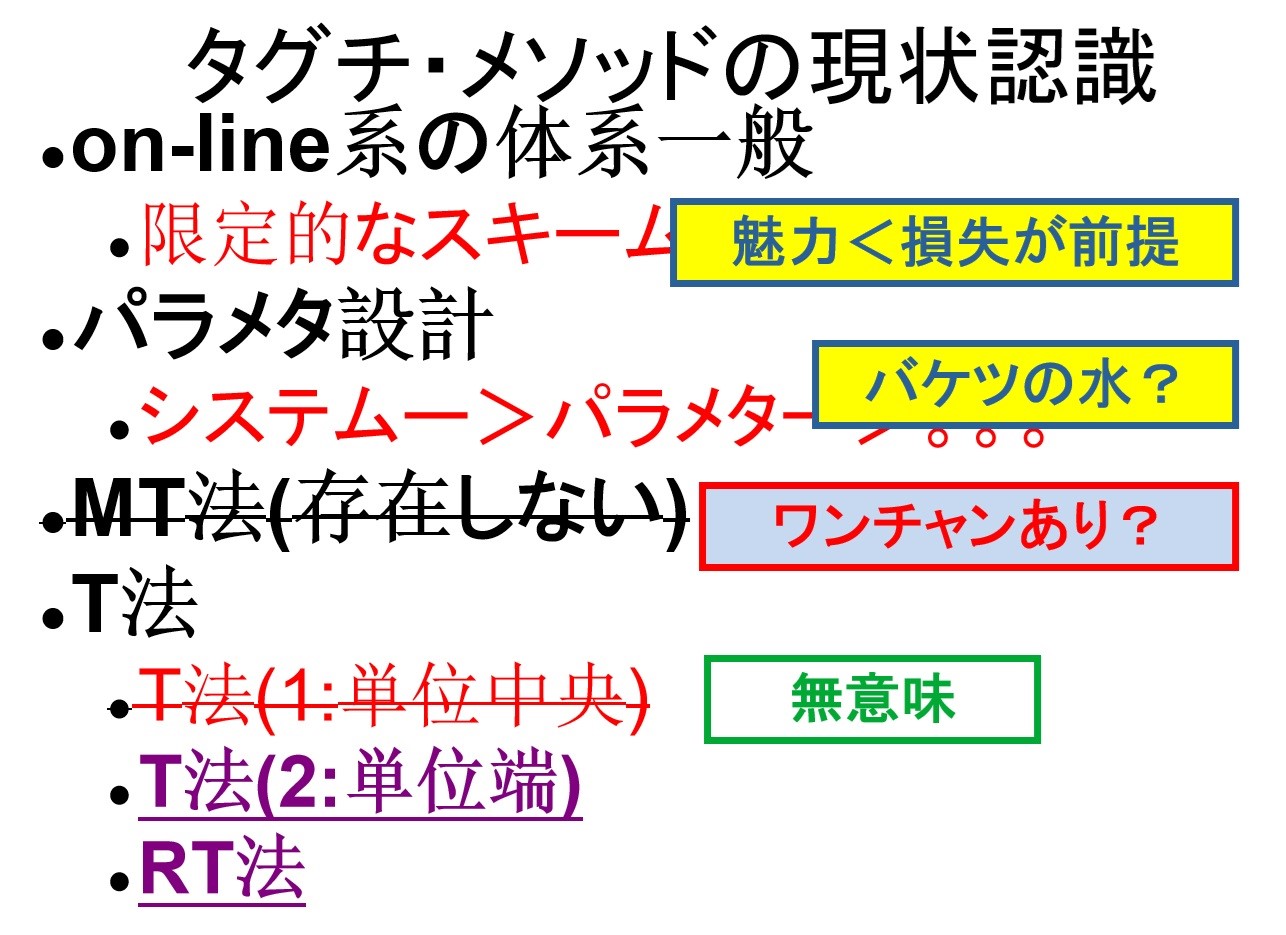 タグチ・メソッドの現状認識
●on-line系の体系一般
●限定的なスキーム
魅力＜損失が前提
●パラメタ設計
バケツの水？
●システムー＞パラメター＞。。。
●MT法(存在しない)
ワンチャンあり？
●T法
●T法(1:単位中央)
無意味
●T法(2:単位端)
●RT法